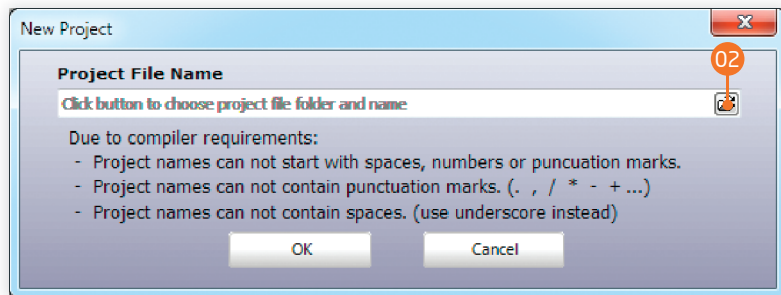 New Project
02
Project File Name
Click button to choose project file folder and name
Due to compiler requirements:
- Project names can not start with spaces, numbers or puncuation marks.
- Project names can not contain punctuation marks. (. , / * - + ...)
- Project names can not contain spaces. (use underscore instead)
OK Cancel